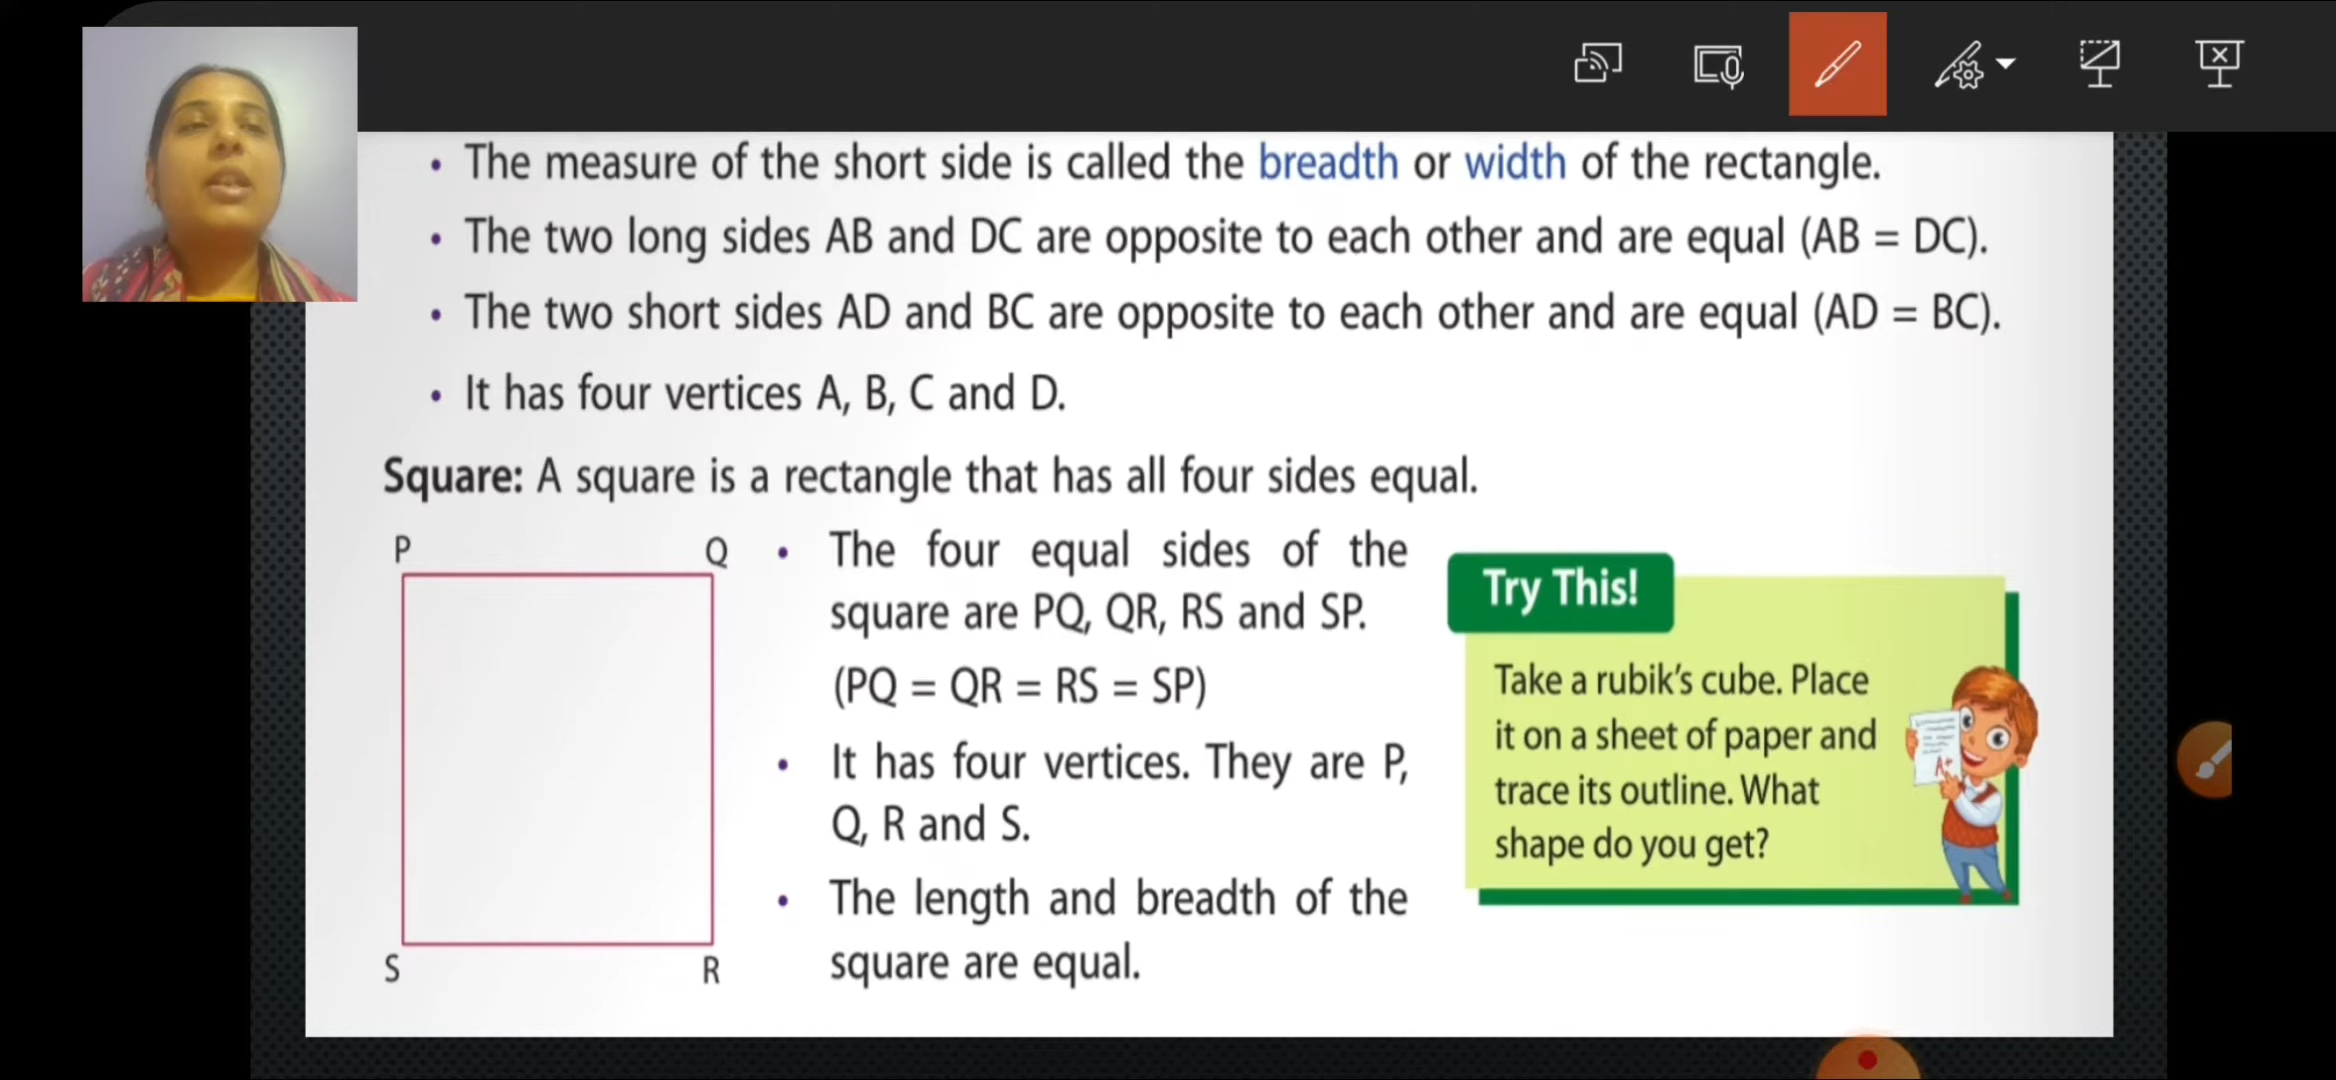 • The measure of the short side is called the breadth or width of the rectangle.
• The two long sides AB and DC are opposite to each other and are equal (AB = DC).
• The two short sides AD and BC are opposite to each other and are equal (AD = BC).
• It has four vertices A, B, C and D.
Square: A square is a rectangle that has all four sides equal.
P
Q
S
R
• The four equal sides of the
square are PQ, QR, RS and SP.
(PQ = QR = RS = SP)
• It has four vertices. They are P,
Q, R and S.
• The length and breadth of the
square are equal.
Try This!
Take a rubik's cube. Place
it on a sheet of paper and
trace its outline. What
shape do you get?
A+